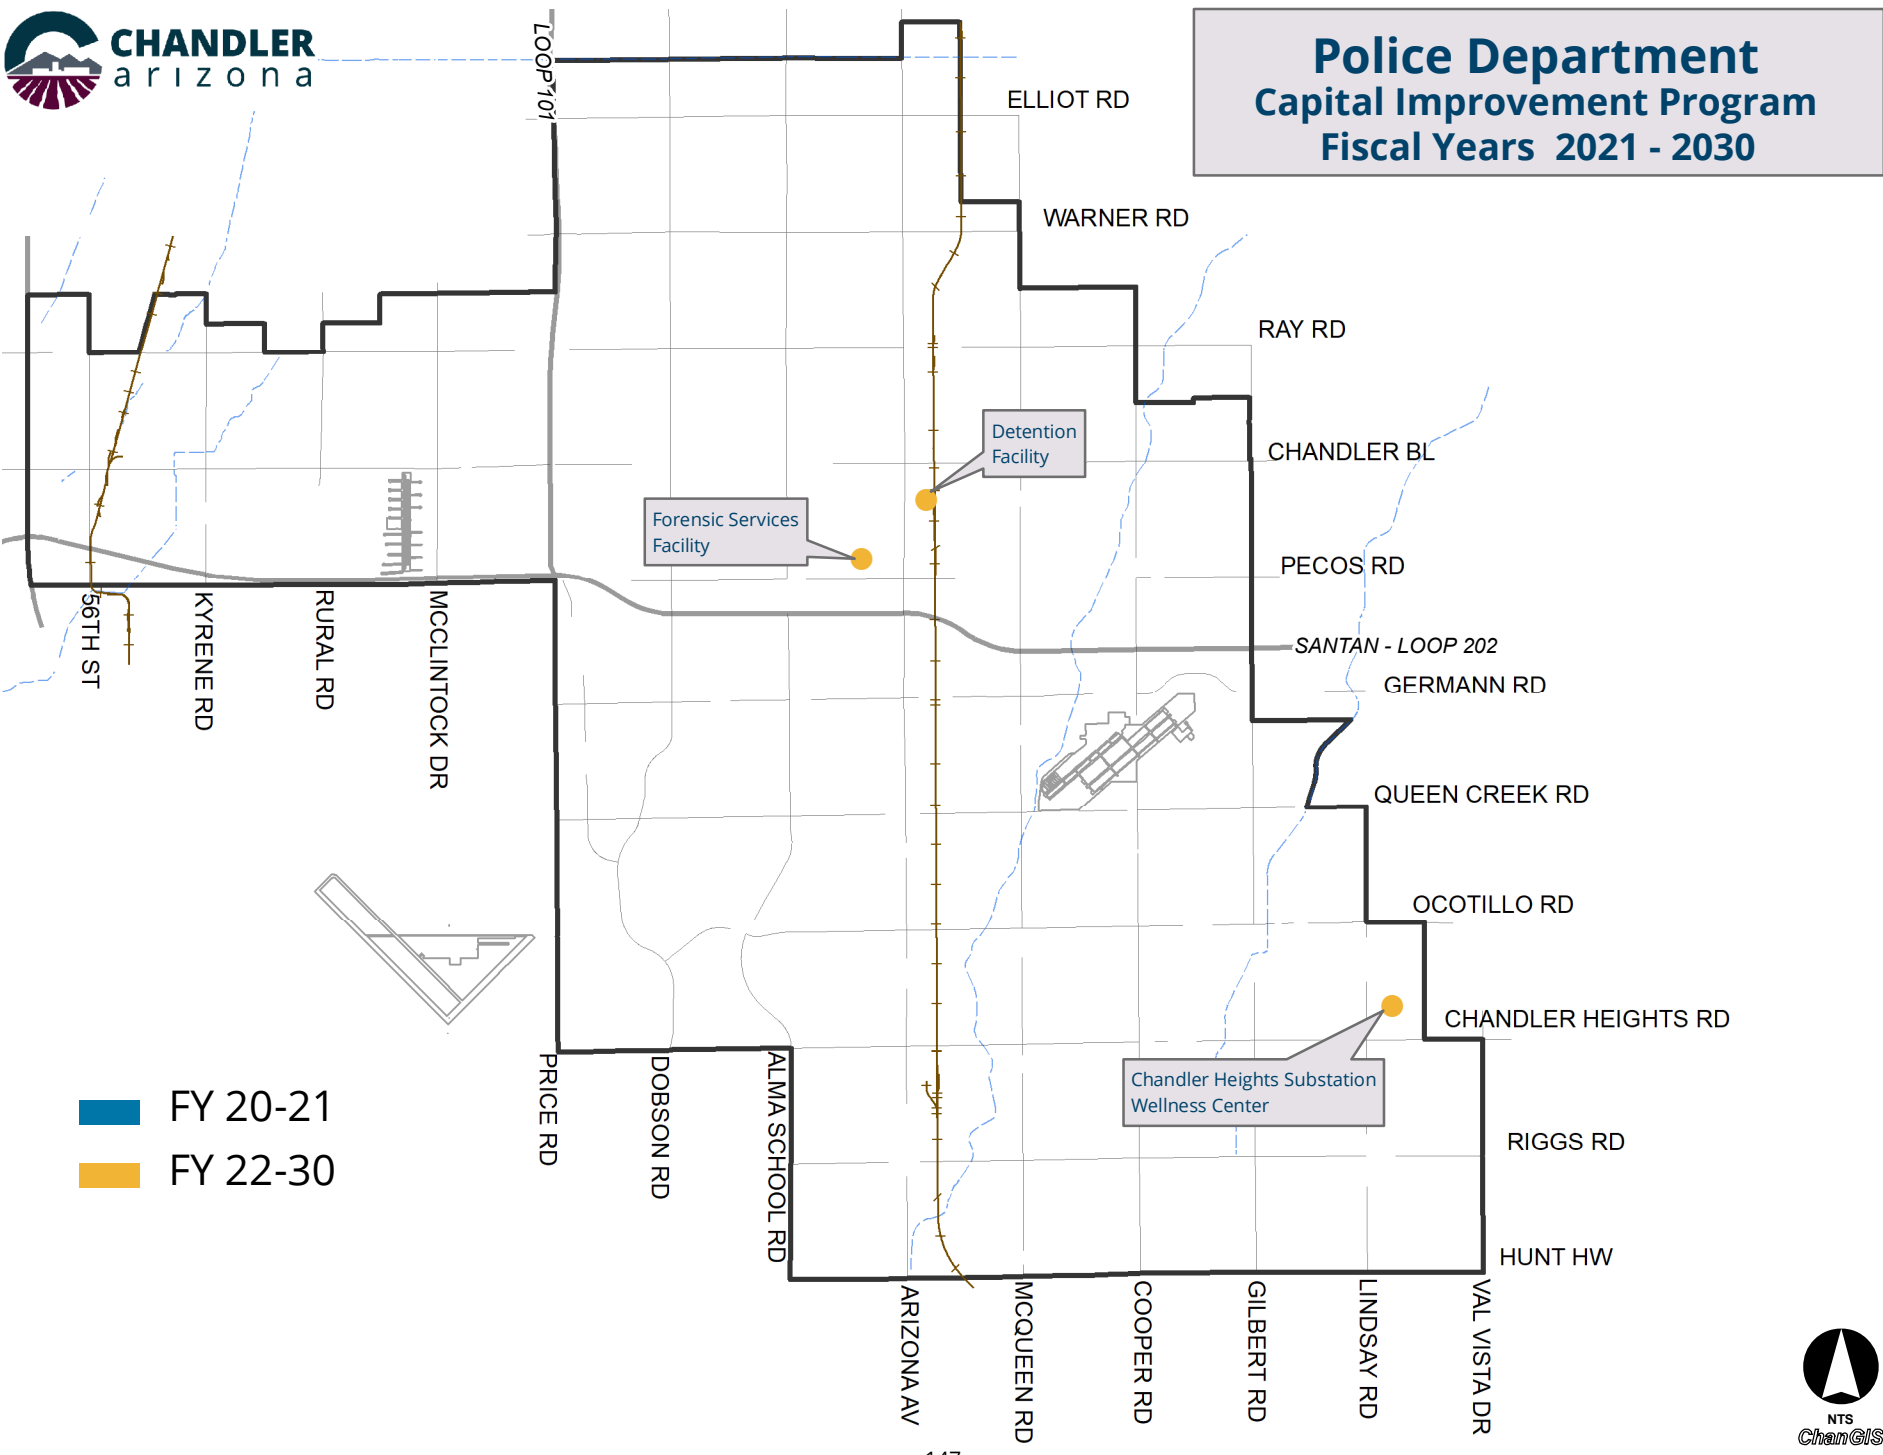 CHANDLER
arizona
Police Department
Capital Improvement Program
Fiscal Years 2021 - 2030
LOOP 101
ELLIOT RD
WARNER RD
RAY RD
CHANDLER BL
PECOS RD
SANTAN - LOOP 202
GERMANN RD
QUEEN CREEK RD
OCOTILLO RD
CHANDLER HEIGHTS RD
RIGGS RD
HUNT HW
Detention
Facility
Forensic Services
Facility
Chandler Heights Substation
Wellness Center
56TH ST
KYRENE RD
RURAL RD
MCCLINTOCK DR
PRICE RD
DOBSON RD
ALMA SCHOOL RD
ARIZONA AV
MCQUEEN RD
COOPER RD
GILBERT RD
LINDSAY RD
VAL VISTA DR
FY 20-21
FY 22-30
NTS
ChanGIS
147